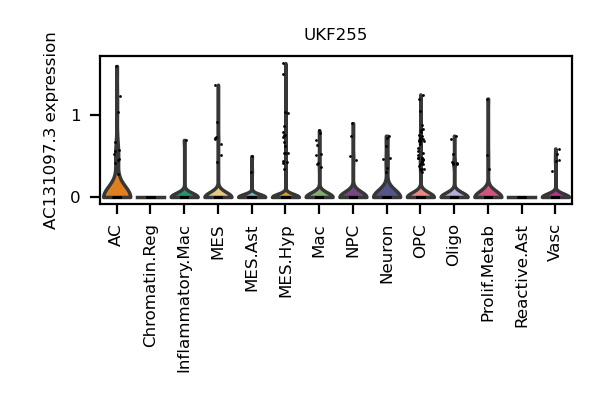 UKF255
AC131097.3 expression
1
0
AC
Chromatin.Reg
Inflammatory.Mac
MES
MES.Ast
MES.Hyp
Mac
NPC
Neuron
OPC
Oligo
Prolif.Metab
Reactive.Ast
Vasc